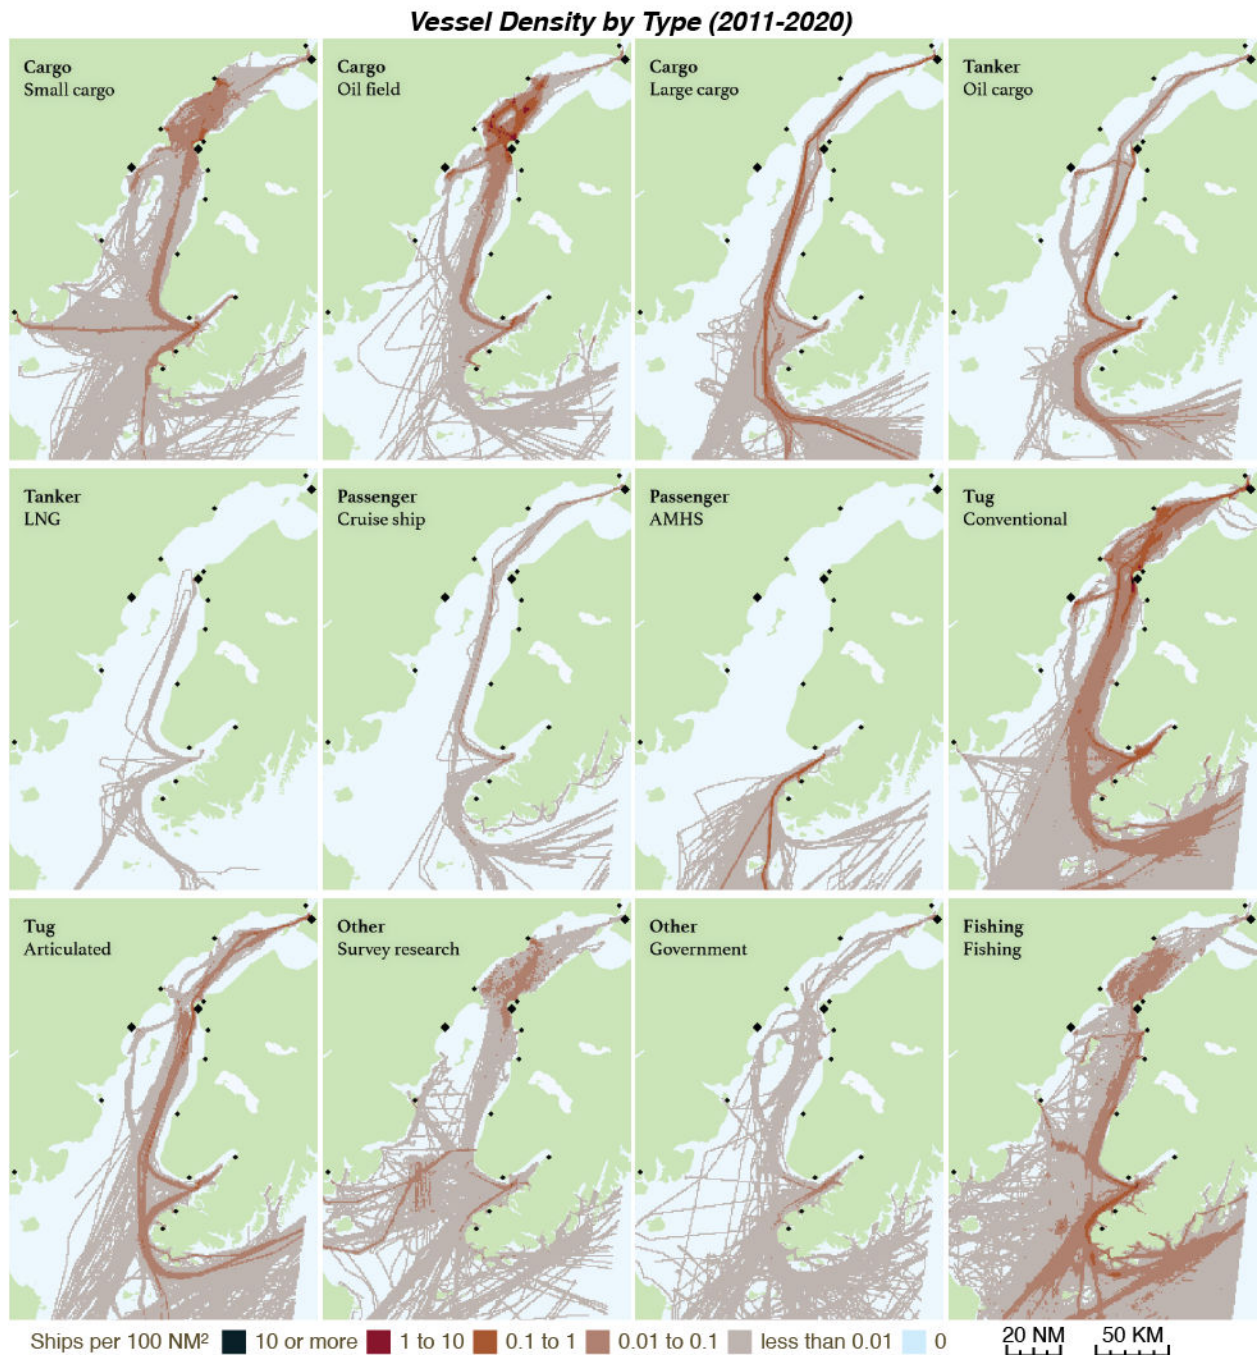 Vessel Density by Type (2011-2020)
Cargo
Small cargo
Cargo
Oil field
Cargo
Large cargo
Tanker
Oil cargo
Tanker
LNG
Passenger
Cruise ship
Passenger
AMHS
Tug
Conventional
Tug
Articulated
Other
Survey research
Other
Government
Fishing
Fishing
Ships per 100 NM² 10 or more 1 to 10 0.1 to 1 0.01 to 0.1 less than 0.01 0 20 NM 50 KM